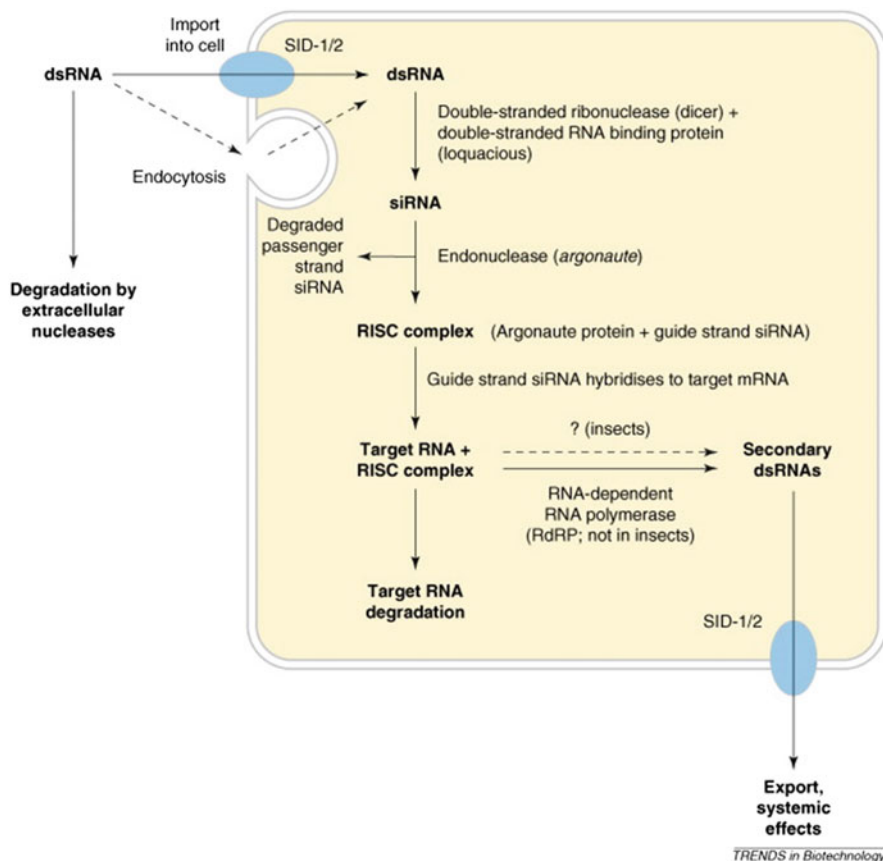 Import
into cell
SID-1/2
dsRNA
dsRNA
Double-stranded ribonuclease (dicer) +
double-stranded RNA binding protein
(loquacious)
Endocytosis
siRNA
Degraded
passenger
strand
siRNA
Endonuclease (argonaute)
Degradation by
extracellular
nucleases
RISC complex (Argonaute protein + guide strand siRNA)
Guide strand siRNA hybridises to target mRNA
Target RNA +
RISC complex
? (insects)
Secondary
dsRNAs
RNA-dependent
RNA polymerase
(RdRP; not in insects)
Target RNA
degradation
SID-1/2
Export,
systemic
effects
TRENDS in Biotechnology